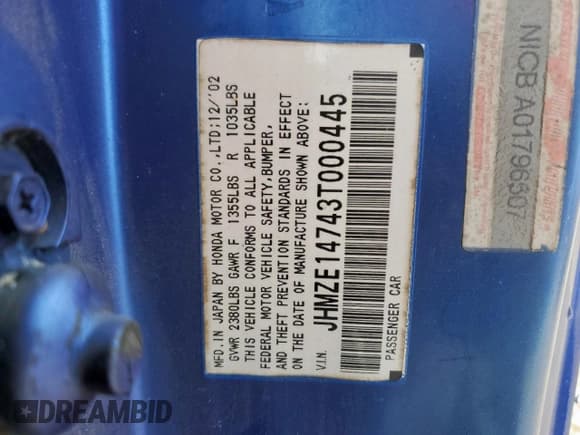 MFD.IN JAPAN BY HONDA MOTOR CO.,LTD:12/'02
GVWR 2380LBS GAWR F 1355LBS R 1035LBS
THIS VEHICLE CONFORMS TO ALL APPLICABLE
FEDERAL MOTOR VEHICLE SAFETY,BUMPER,
AND THEFT PREVENTION STANDARDS IN EFFECT
ON THE DATE OF MANUFACTURE SHOWN ABOVE:
V.I.N. JHMZE14743T000445
PASSENGER CAR
NICB A01796507
DREAMBID